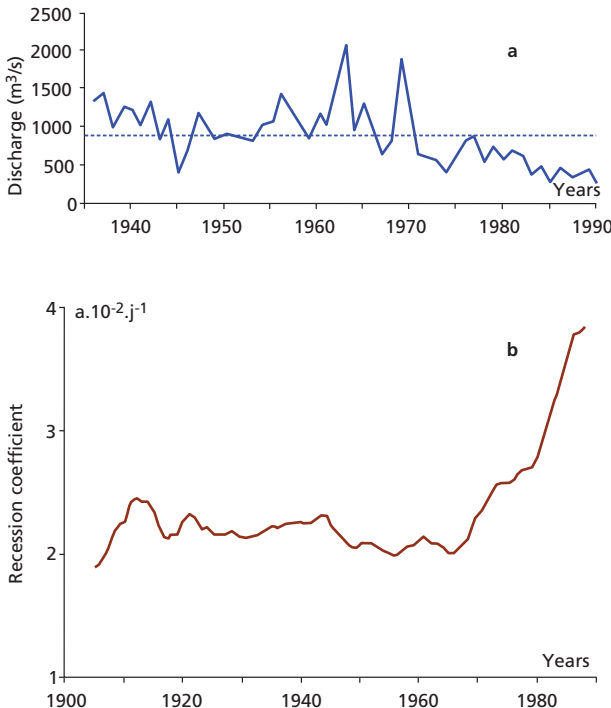 2500
a
2000
1500
1000
500
0
Discharge (m³/s)
Years
1940 1950 1960 1970 1980 1990
4
a.10⁻².j⁻¹
b
3
2
1
Recession coefficient
Years
1900 1920 1940 1960 1980